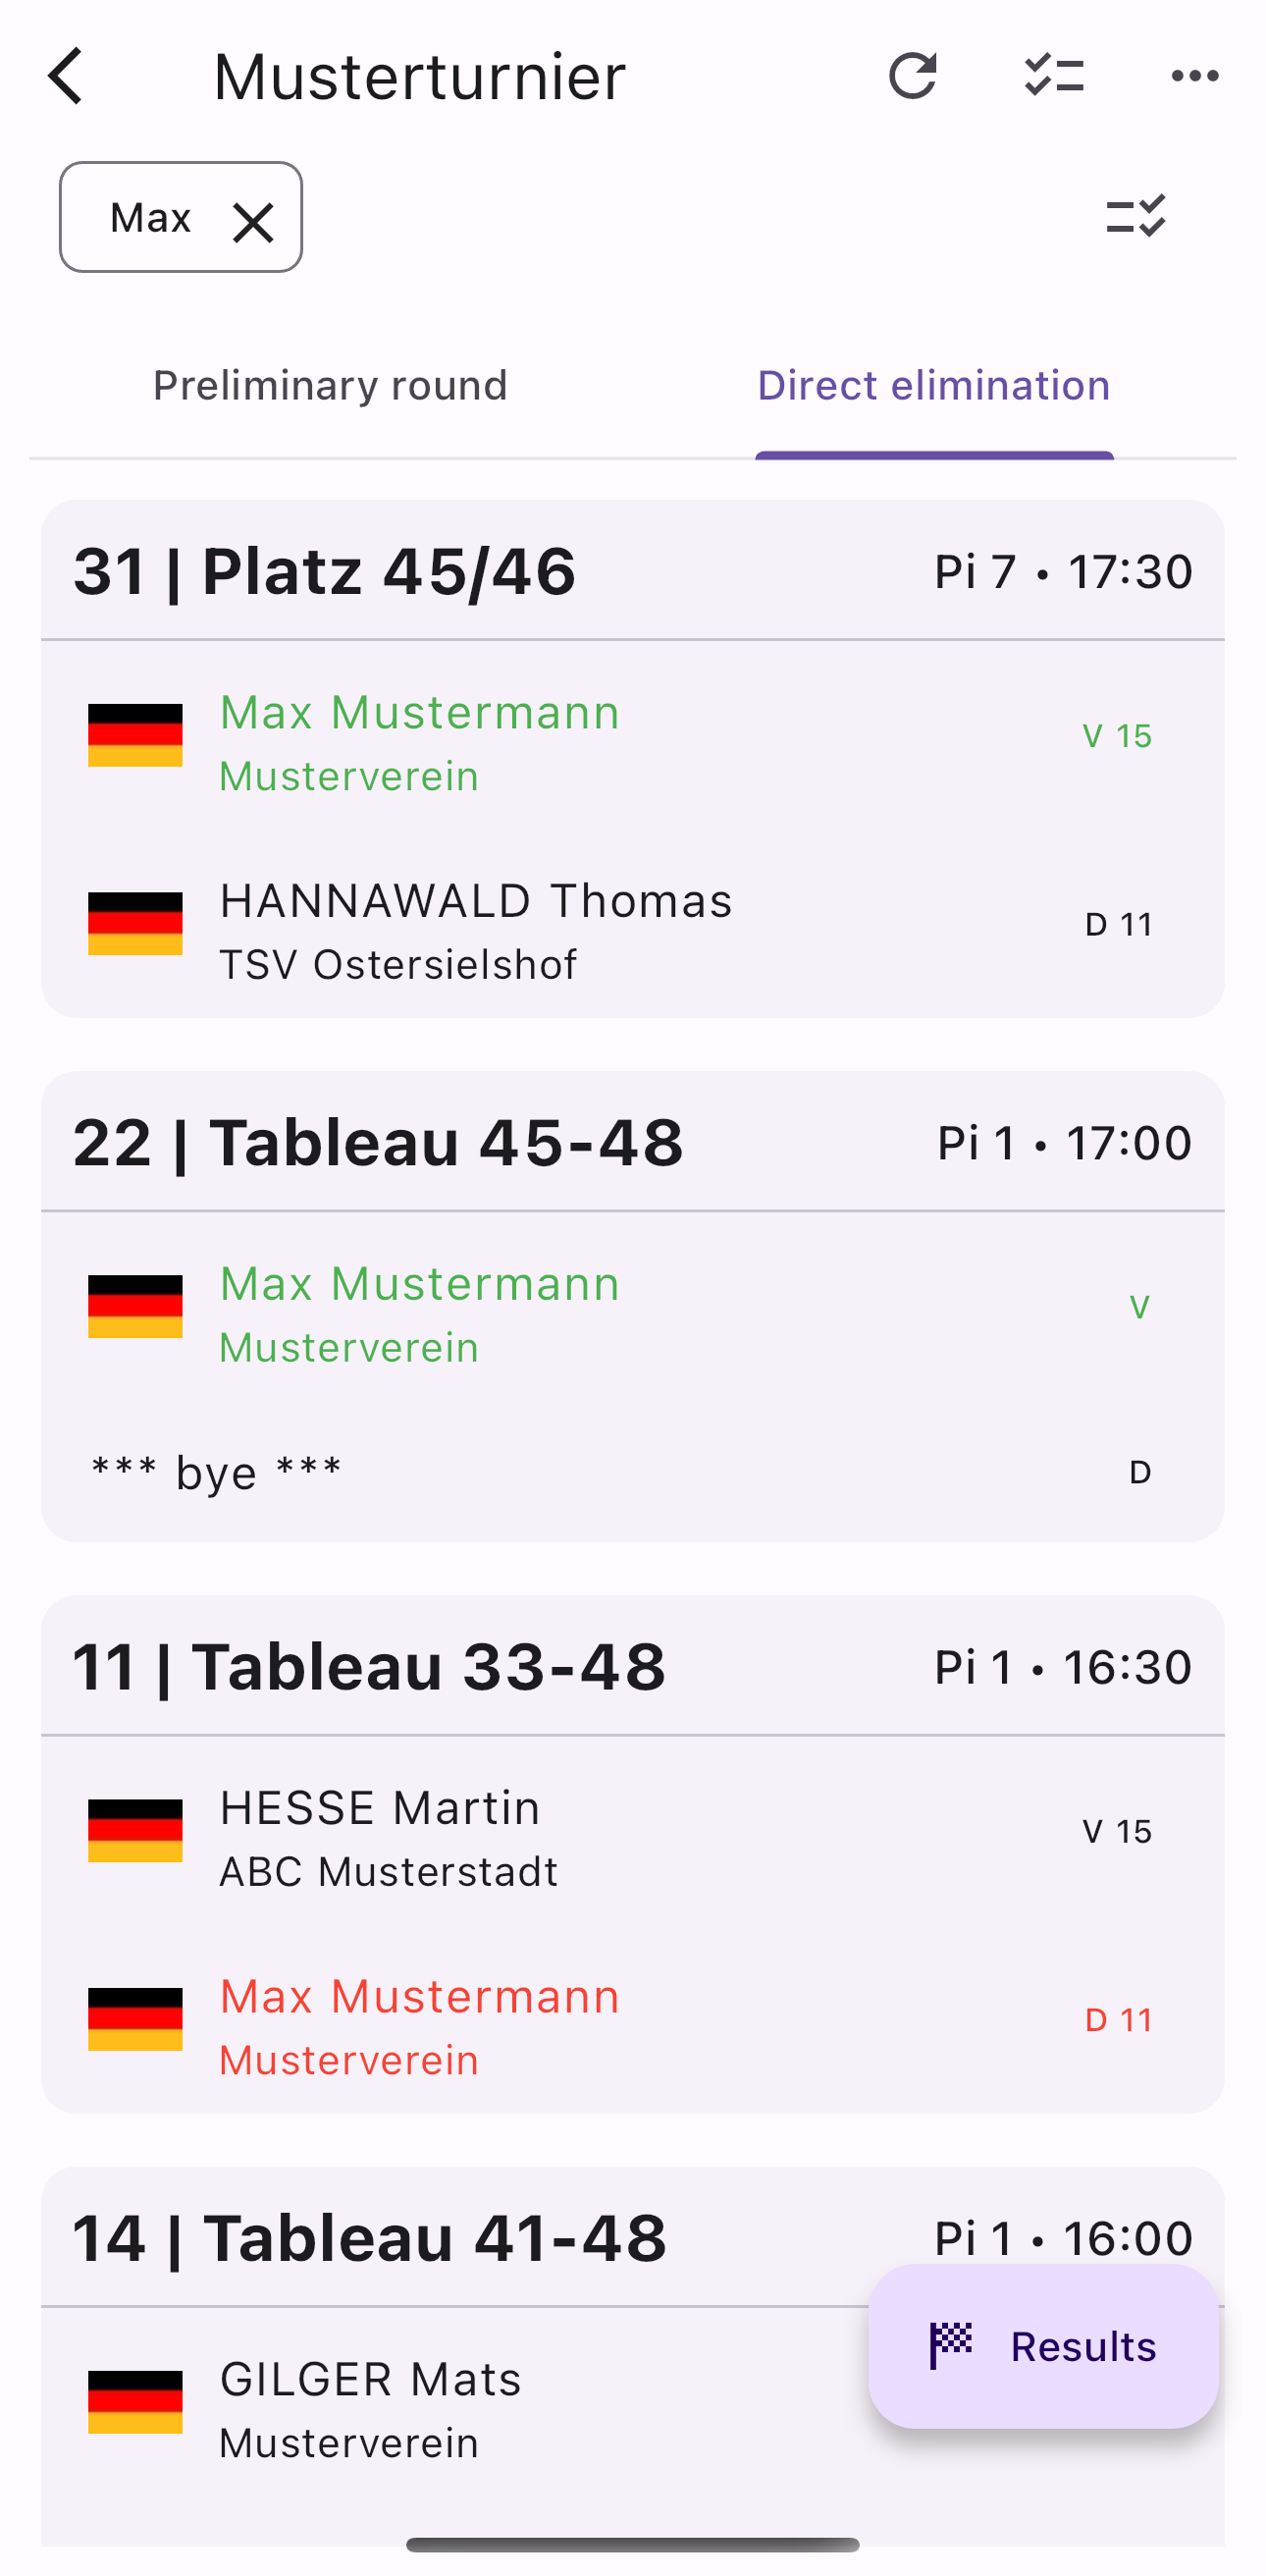 Musterturnier
Max
Preliminary round
Direct elimination
31 | Platz 45/46
Pi 7 • 17:30
Max Mustermann
Musterverein
V 15
HANNAWALD Thomas
TSV Ostersielshof
D 11
22 | Tableau 45-48
Pi 1 • 17:00
Max Mustermann
Musterverein
V
*** bye ***
D
11 | Tableau 33-48
Pi 1 • 16:30
HESSE Martin
ABC Musterstadt
V 15
Max Mustermann
Musterverein
D 11
14 | Tableau 41-48
Pi 1 • 16:00
GILGER Mats
Musterverein
Results